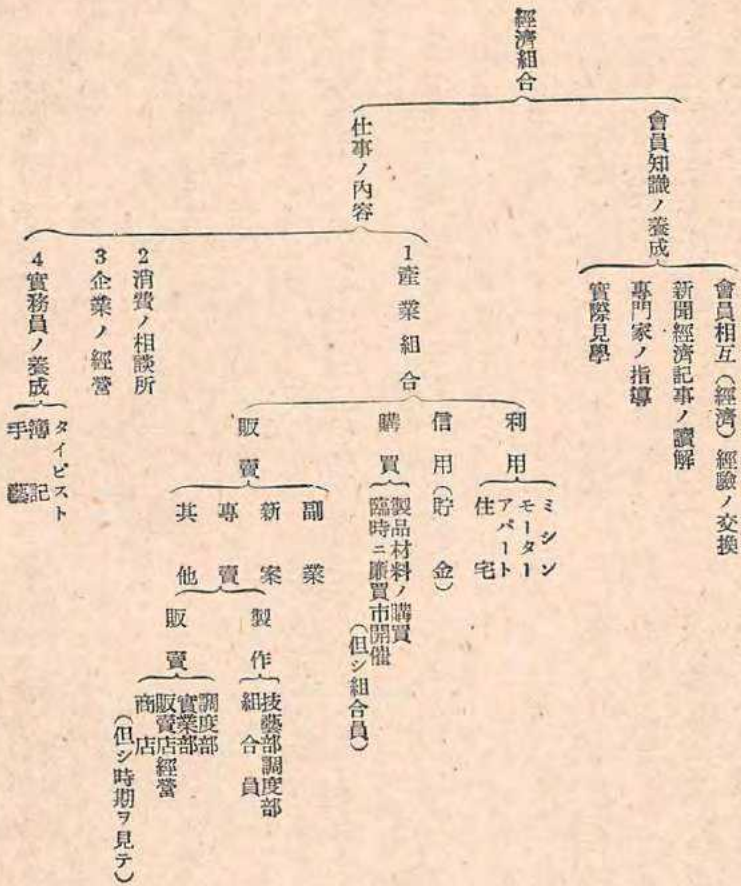 經濟組合
會員知識ノ養成
會員相互(經濟)經驗ノ交換
新聞經濟記事ノ讀解
專門家ノ指導
實際見學
仕事ノ內容
1 產業組合
利用
ミシン
モーター
アパート
住宅
信用(貯金)
購買
製品材料ノ購買
臨時ニ廉買市開催
(但シ組合員)
販賣
副業
新案
專賣
製作
技藝部調度部
組合員
販賣
調度部
實業部
販賣店經營
商店
(但シ時期ヲ見テ)
其他
2 消費ノ相談所
3 企業ノ經營
4 實務員ノ養成
タイピスト
簿記
手藝